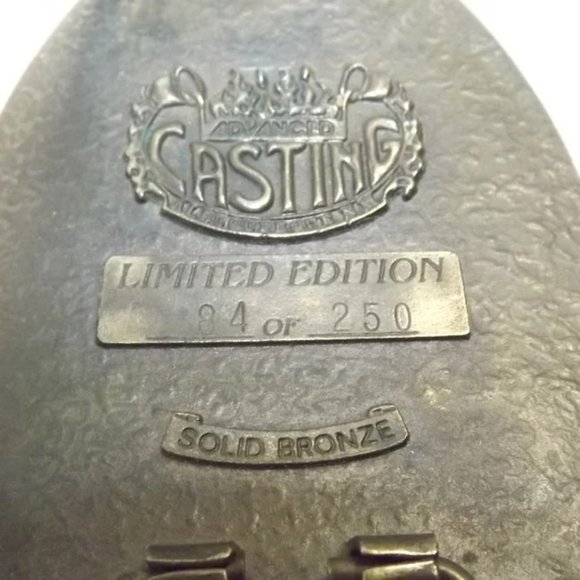 ADVANCED
CASTING
LIMITED EDITION
84 OF 250
SOLID BRONZE